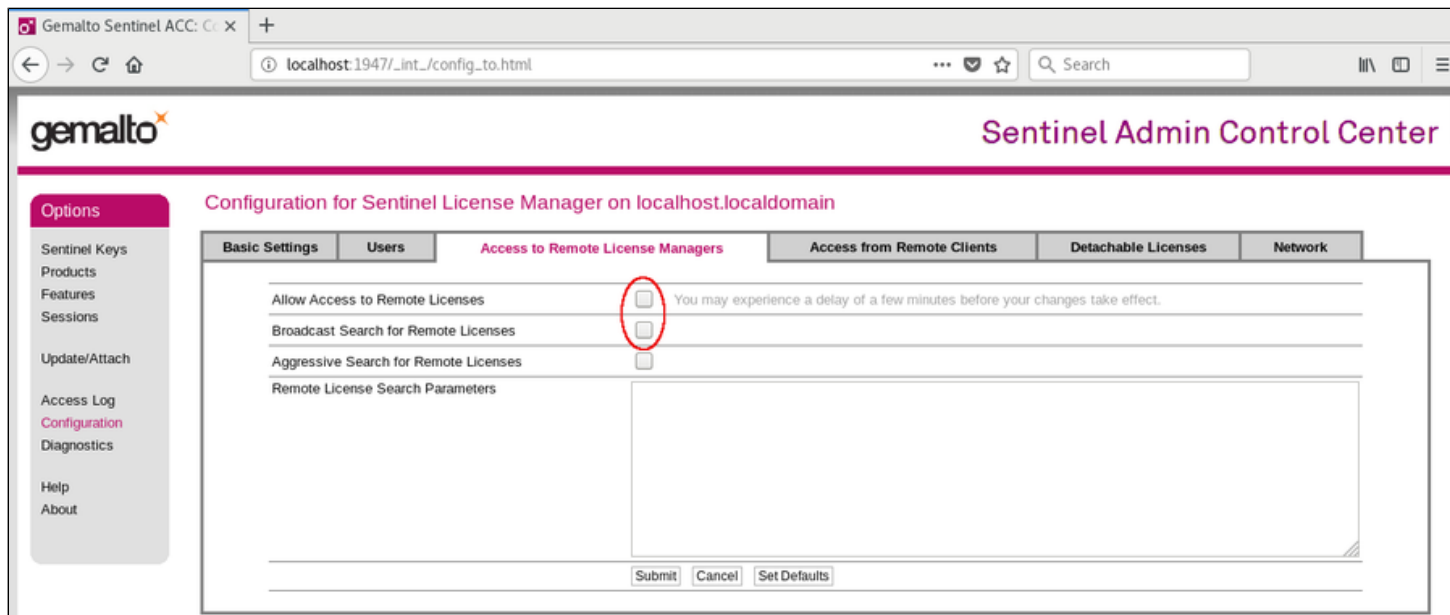 Gemalto Sentinel ACC: Co
localhost:1947/_int_/config_to.html
Search
gemalto
Sentinel Admin Control Center
Options
Sentinel Keys
Products
Features
Sessions
Update/Attach
Access Log
Configuration
Diagnostics
Help
About
Configuration for Sentinel License Manager on localhost.localdomain
Basic Settings Users Access to Remote License Managers Access from Remote Clients Detachable Licenses Network
Allow Access to Remote Licenses You may experience a delay of a few minutes before your changes take effect.
Broadcast Search for Remote Licenses
Aggressive Search for Remote Licenses
Remote License Search Parameters
Submit Cancel Set Defaults